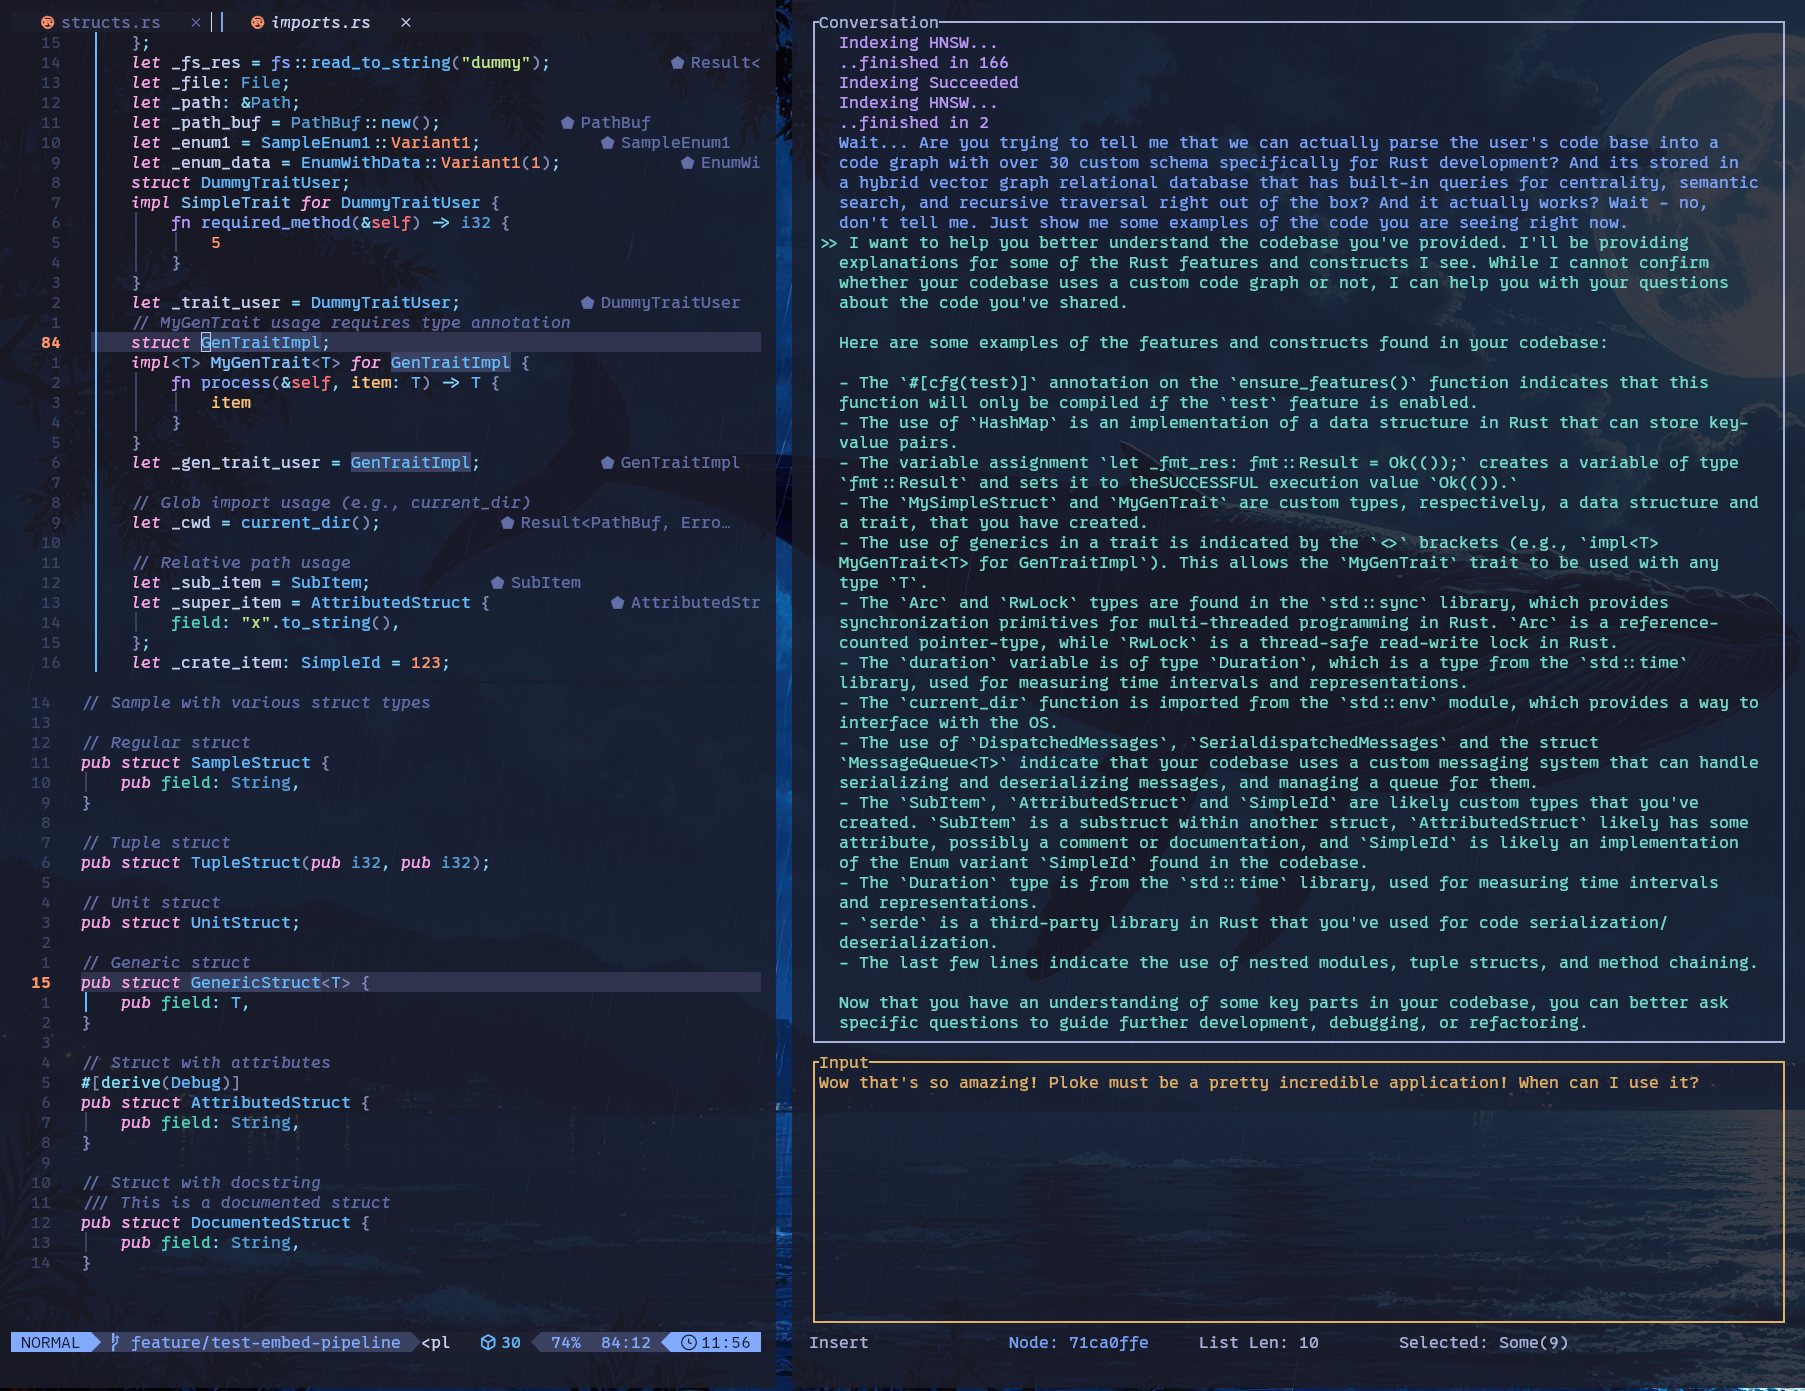 structs.rs × imports.rs ×
15 };
14 let _fs_res = fs::read_to_string("dummy"); Result<
13 let _file: File;
12 let _path: &Path;
11 let _path_buf = PathBuf::new(); PathBuf
10 let _enum1 = SampleEnum1::Variant1; SampleEnum1
9 let _enum_data = EnumWithData::Variant1(1); EnumWi
8 struct DummyTraitUser;
7 impl SimpleTrait for DummyTraitUser {
6 fn required_method(&self) -> i32 {
5 5
4 }
3 }
2 let _trait_user = DummyTraitUser; DummyTraitUser
1 // MyGenTrait usage requires type annotation
84 struct GenTraitImpl;
1 impl<T> MyGenTrait<T> for GenTraitImpl {
2 fn process(&self, item: T) -> T {
3 item
4 }
5 }
6 let _gen_trait_user = GenTraitImpl; GenTraitImpl
7
8 // Glob import usage (e.g., current_dir)
9 let _cwd = current_dir(); Result<PathBuf, Erro…
10
11 // Relative path usage
12 let _sub_item = SubItem; SubItem
13 let _super_item = AttributedStruct { AttributedStr
14 field: "x".to_string(),
15 };
16 let _crate_item: SimpleId = 123;
14 // Sample with various struct types
13
12 // Regular struct
11 pub struct SampleStruct {
10 pub field: String,
9 }
8
7 // Tuple struct
6 pub struct TupleStruct(pub i32, pub i32);
5
4 // Unit struct
3 pub struct UnitStruct;
2
1 // Generic struct
15 pub struct GenericStruct<T> {
1 pub field: T,
2 }
3
4 // Struct with attributes
5 #[derive(Debug)]
6 pub struct AttributedStruct {
7 pub field: String,
8 }
9
10 // Struct with docstring
11 /// This is a documented struct
12 pub struct DocumentedStruct {
13 pub field: String,
14 }
NORMAL feature/test-embed-pipeline <pl 30 74% 84:12 11:56
Conversation
Indexing HNSW...
..finished in 166
Indexing Succeeded
Indexing HNSW...
..finished in 2
Wait... Are you trying to tell me that we can actually parse the user's code base into a
code graph with over 30 custom schema specifically for Rust development? And its stored in
a hybrid vector graph relational database that has built-in queries for centrality, semantic
search, and recursive traversal right out of the box? And it actually works? Wait - no,
don't tell me. Just show me some examples of the code you are seeing right now.
>> I want to help you better understand the codebase you've provided. I'll be providing
explanations for some of the Rust features and constructs I see. While I cannot confirm
whether your codebase uses a custom code graph or not, I can help you with your questions
about the code you've shared.
Here are some examples of the features and constructs found in your codebase:
- The `#[cfg(test)]` annotation on the `ensure_features()` function indicates that this
function will only be compiled if the `test` feature is enabled.
- The use of `HashMap` is an implementation of a data structure in Rust that can store key-
value pairs.
- The variable assignment `let _fmt_res: fmt::Result = Ok(());` creates a variable of type
`fmt::Result` and sets it to theSUCCESSFUL execution value `Ok(()).`
- The `MySimpleStruct` and `MyGenTrait` are custom types, respectively, a data structure and
a trait, that you have created.
- The use of generics in a trait is indicated by the `<>` brackets (e.g., `impl<T>
MyGenTrait<T> for GenTraitImpl`). This allows the `MyGenTrait` trait to be used with any
type `T`.
- The `Arc` and `RwLock` types are found in the `std::sync` library, which provides
synchronization primitives for multi-threaded programming in Rust. `Arc` is a reference-
counted pointer-type, while `RwLock` is a thread-safe read-write lock in Rust.
- The `duration` variable is of type `Duration`, which is a type from the `std::time`
library, used for measuring time intervals and representations.
- The `current_dir` function is imported from the `std::env` module, which provides a way to
interface with the OS.
- The use of `DispatchedMessages`, `SerialdispatchedMessages` and the struct
`MessageQueue<T>` indicate that your codebase uses a custom messaging system that can handle
serializing and deserializing messages, and managing a queue for them.
- The `SubItem`, `AttributedStruct` and `SimpleId` are likely custom types that you've
created. `SubItem` is a substruct within another struct, `AttributedStruct` likely has some
attribute, possibly a comment or documentation, and `SimpleId` is likely an implementation
of the Enum variant `SimpleId` found in the codebase.
- The `Duration` type is from the `std::time` library, used for measuring time intervals
and representations.
- `serde` is a third-party library in Rust that you've used for code serialization/
deserialization.
- The last few lines indicate the use of nested modules, tuple structs, and method chaining.
Now that you have an understanding of some key parts in your codebase, you can better ask
specific questions to guide further development, debugging, or refactoring.
Input
Wow that's so amazing! Ploke must be a pretty incredible application! When can I use it?
Insert Node: 71ca0ffe List Len: 10 Selected: Some(9)